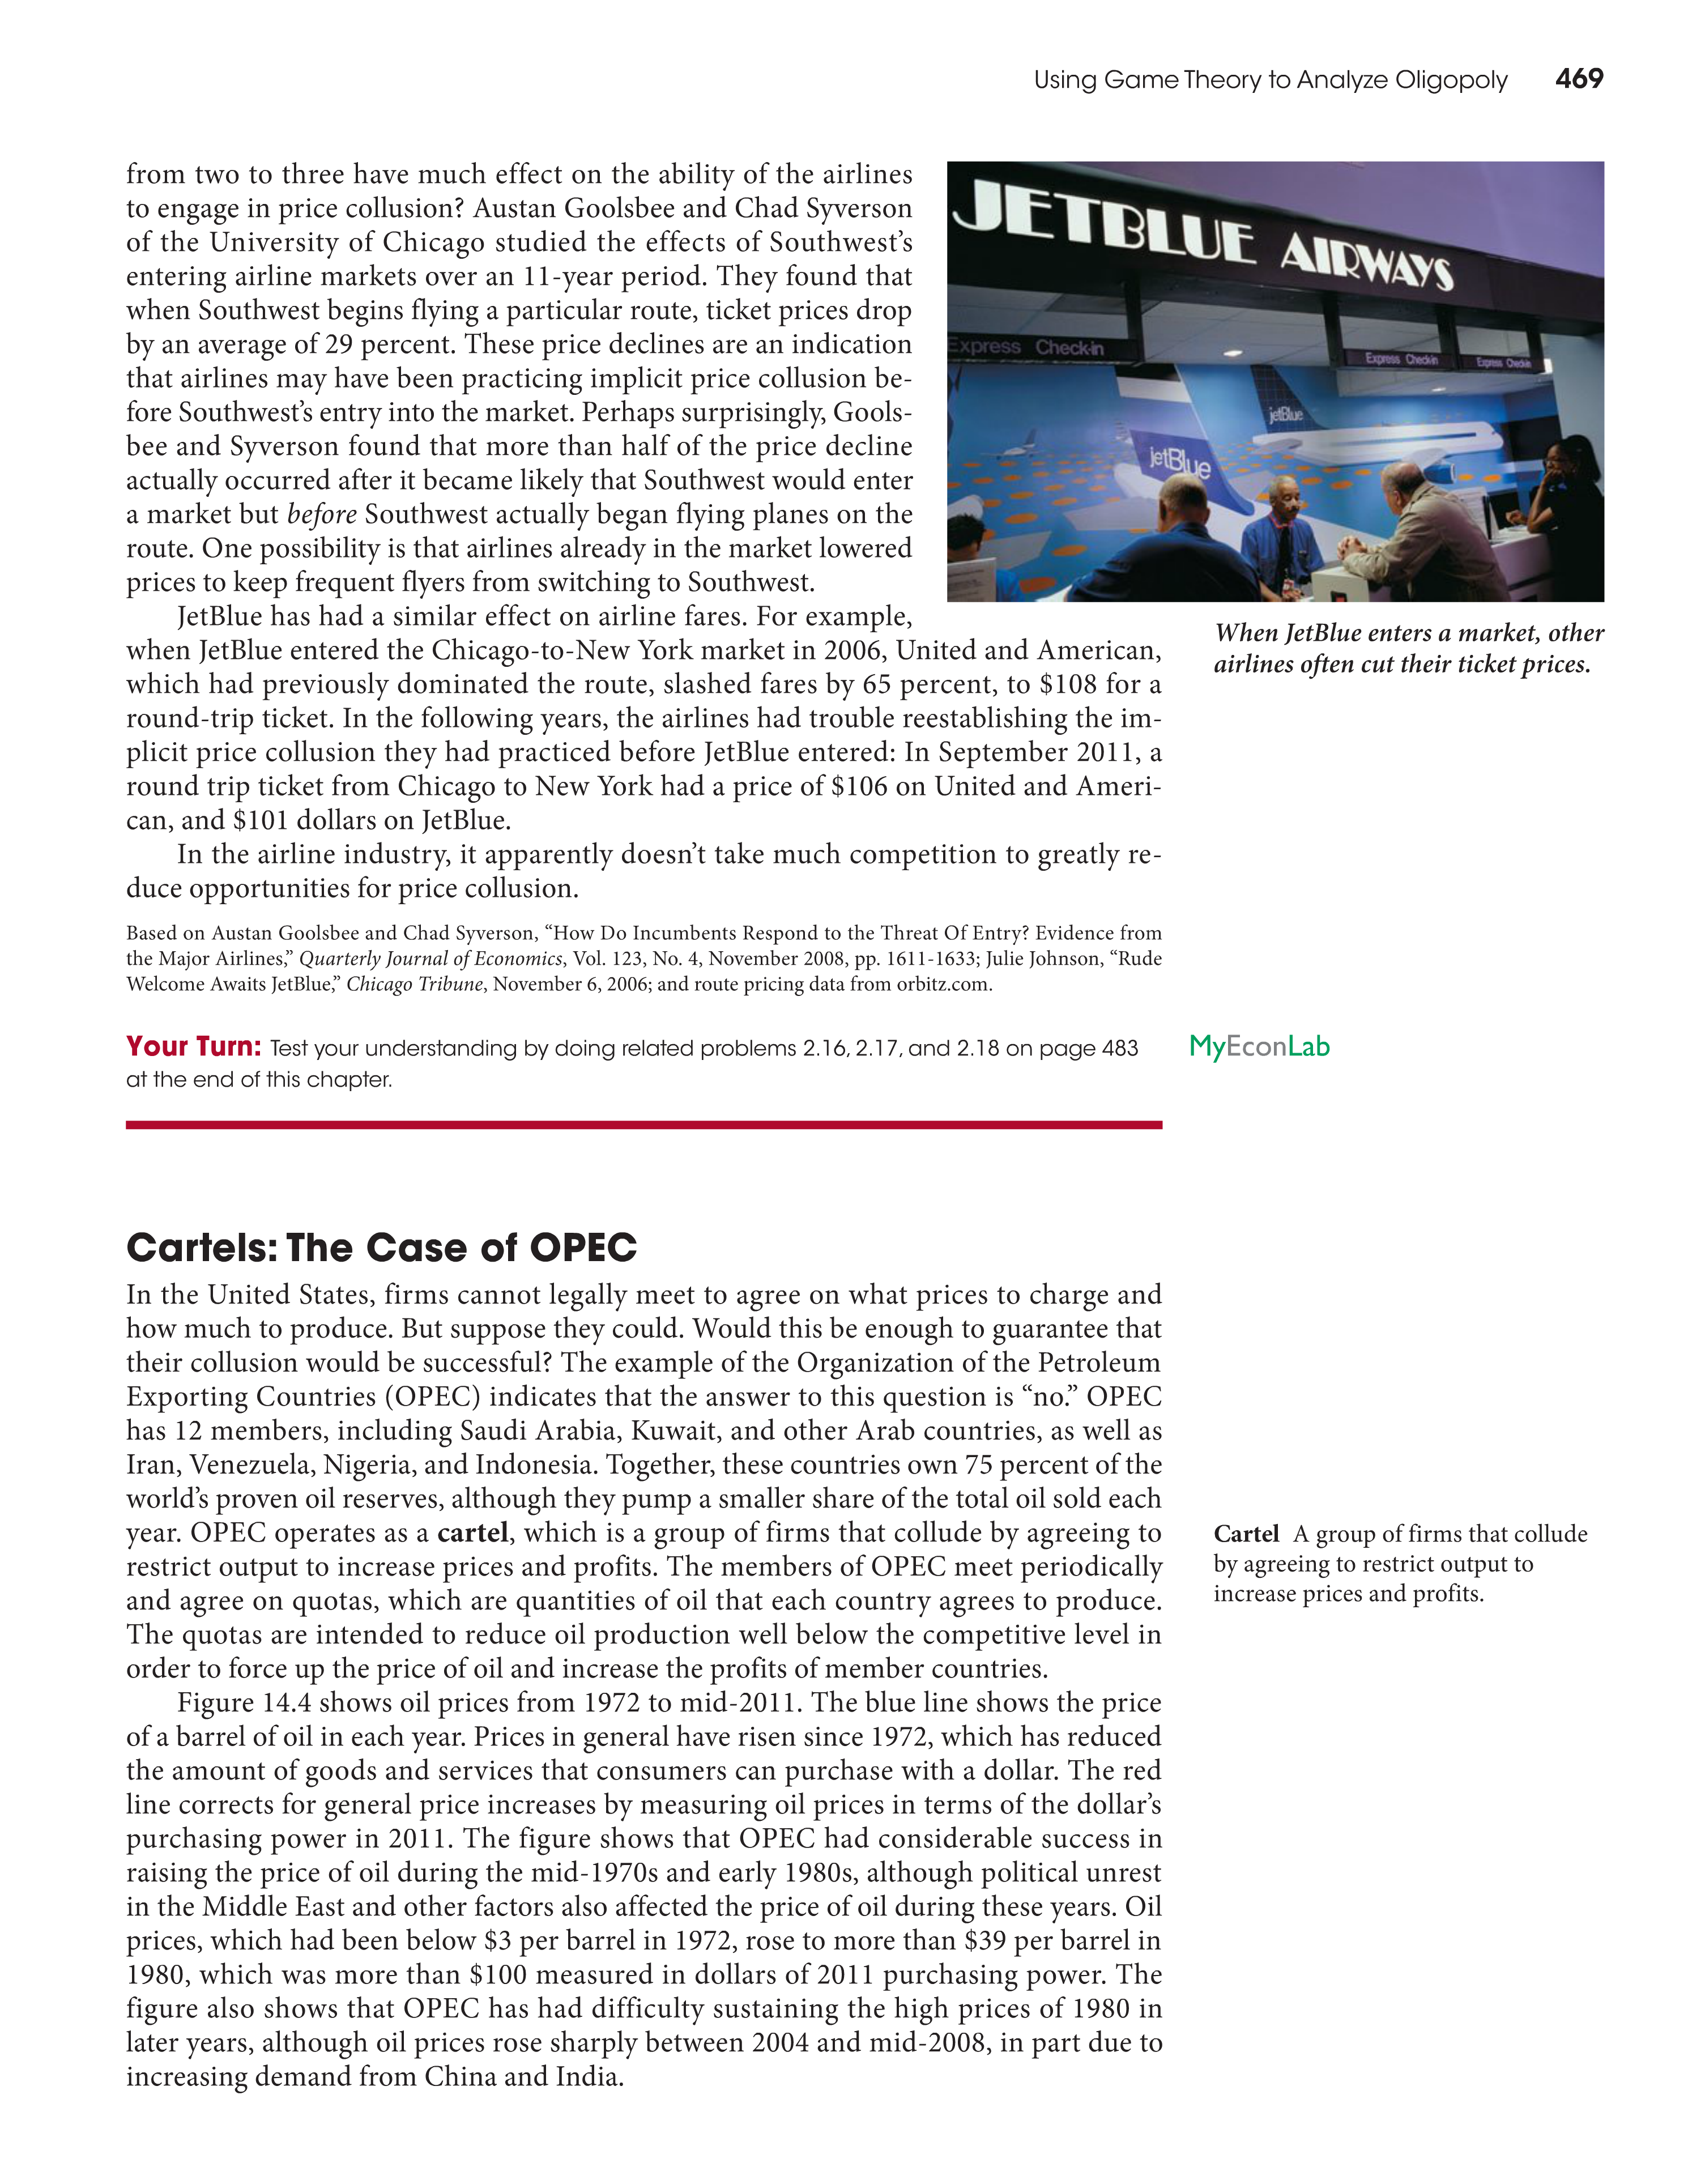 Using Game Theory to Analyze Oligopoly 469
from two to three have much effect on the ability of the airlines
to engage in price collusion? Austan Goolsbee and Chad Syverson
of the University of Chicago studied the effects of Southwest’s
entering airline markets over an 11-year period. They found that
when Southwest begins flying a particular route, ticket prices drop
by an average of 29 percent. These price declines are an indication
that airlines may have been practicing implicit price collusion be-
fore Southwest’s entry into the market. Perhaps surprisingly, Gools-
bee and Syverson found that more than half of the price decline
actually occurred after it became likely that Southwest would enter
a market but before Southwest actually began flying planes on the
route. One possibility is that airlines already in the market lowered
prices to keep frequent flyers from switching to Southwest.
JetBlue has had a similar effect on airline fares. For example,
when JetBlue entered the Chicago-to-New York market in 2006, United and American,
which had previously dominated the route, slashed fares by 65 percent, to $108 for a
round-trip ticket. In the following years, the airlines had trouble reestablishing the im-
plicit price collusion they had practiced before JetBlue entered: In September 2011, a
round trip ticket from Chicago to New York had a price of $106 on United and Ameri-
can, and $101 dollars on JetBlue.
In the airline industry, it apparently doesn’t take much competition to greatly re-
duce opportunities for price collusion.
Based on Austan Goolsbee and Chad Syverson, “How Do Incumbents Respond to the Threat Of Entry? Evidence from
the Major Airlines,” Quarterly Journal of Economics, Vol. 123, No. 4, November 2008, pp. 1611-1633; Julie Johnson, “Rude
Welcome Awaits JetBlue,” Chicago Tribune, November 6, 2006; and route pricing data from orbitz.com.
Your Turn: Test your understanding by doing related problems 2.16, 2.17, and 2.18 on page 483
at the end of this chapter.
MyEconLab
JETBLUE AIRWAYS
Express Check-in
Express Check-in
Express Check-in
jetBlue
jetBlue
When JetBlue enters a market, other
airlines often cut their ticket prices.
Cartels: The Case of OPEC
In the United States, firms cannot legally meet to agree on what prices to charge and
how much to produce. But suppose they could. Would this be enough to guarantee that
their collusion would be successful? The example of the Organization of the Petroleum
Exporting Countries (OPEC) indicates that the answer to this question is “no.” OPEC
has 12 members, including Saudi Arabia, Kuwait, and other Arab countries, as well as
Iran, Venezuela, Nigeria, and Indonesia. Together, these countries own 75 percent of the
world’s proven oil reserves, although they pump a smaller share of the total oil sold each
year. OPEC operates as a cartel, which is a group of firms that collude by agreeing to
restrict output to increase prices and profits. The members of OPEC meet periodically
and agree on quotas, which are quantities of oil that each country agrees to produce.
The quotas are intended to reduce oil production well below the competitive level in
order to force up the price of oil and increase the profits of member countries.
Figure 14.4 shows oil prices from 1972 to mid-2011. The blue line shows the price
of a barrel of oil in each year. Prices in general have risen since 1972, which has reduced
the amount of goods and services that consumers can purchase with a dollar. The red
line corrects for general price increases by measuring oil prices in terms of the dollar’s
purchasing power in 2011. The figure shows that OPEC had considerable success in
raising the price of oil during the mid-1970s and early 1980s, although political unrest
in the Middle East and other factors also affected the price of oil during these years. Oil
prices, which had been below $3 per barrel in 1972, rose to more than $39 per barrel in
1980, which was more than $100 measured in dollars of 2011 purchasing power. The
figure also shows that OPEC has had difficulty sustaining the high prices of 1980 in
later years, although oil prices rose sharply between 2004 and mid-2008, in part due to
increasing demand from China and India.
Cartel A group of firms that collude
by agreeing to restrict output to
increase prices and profits.